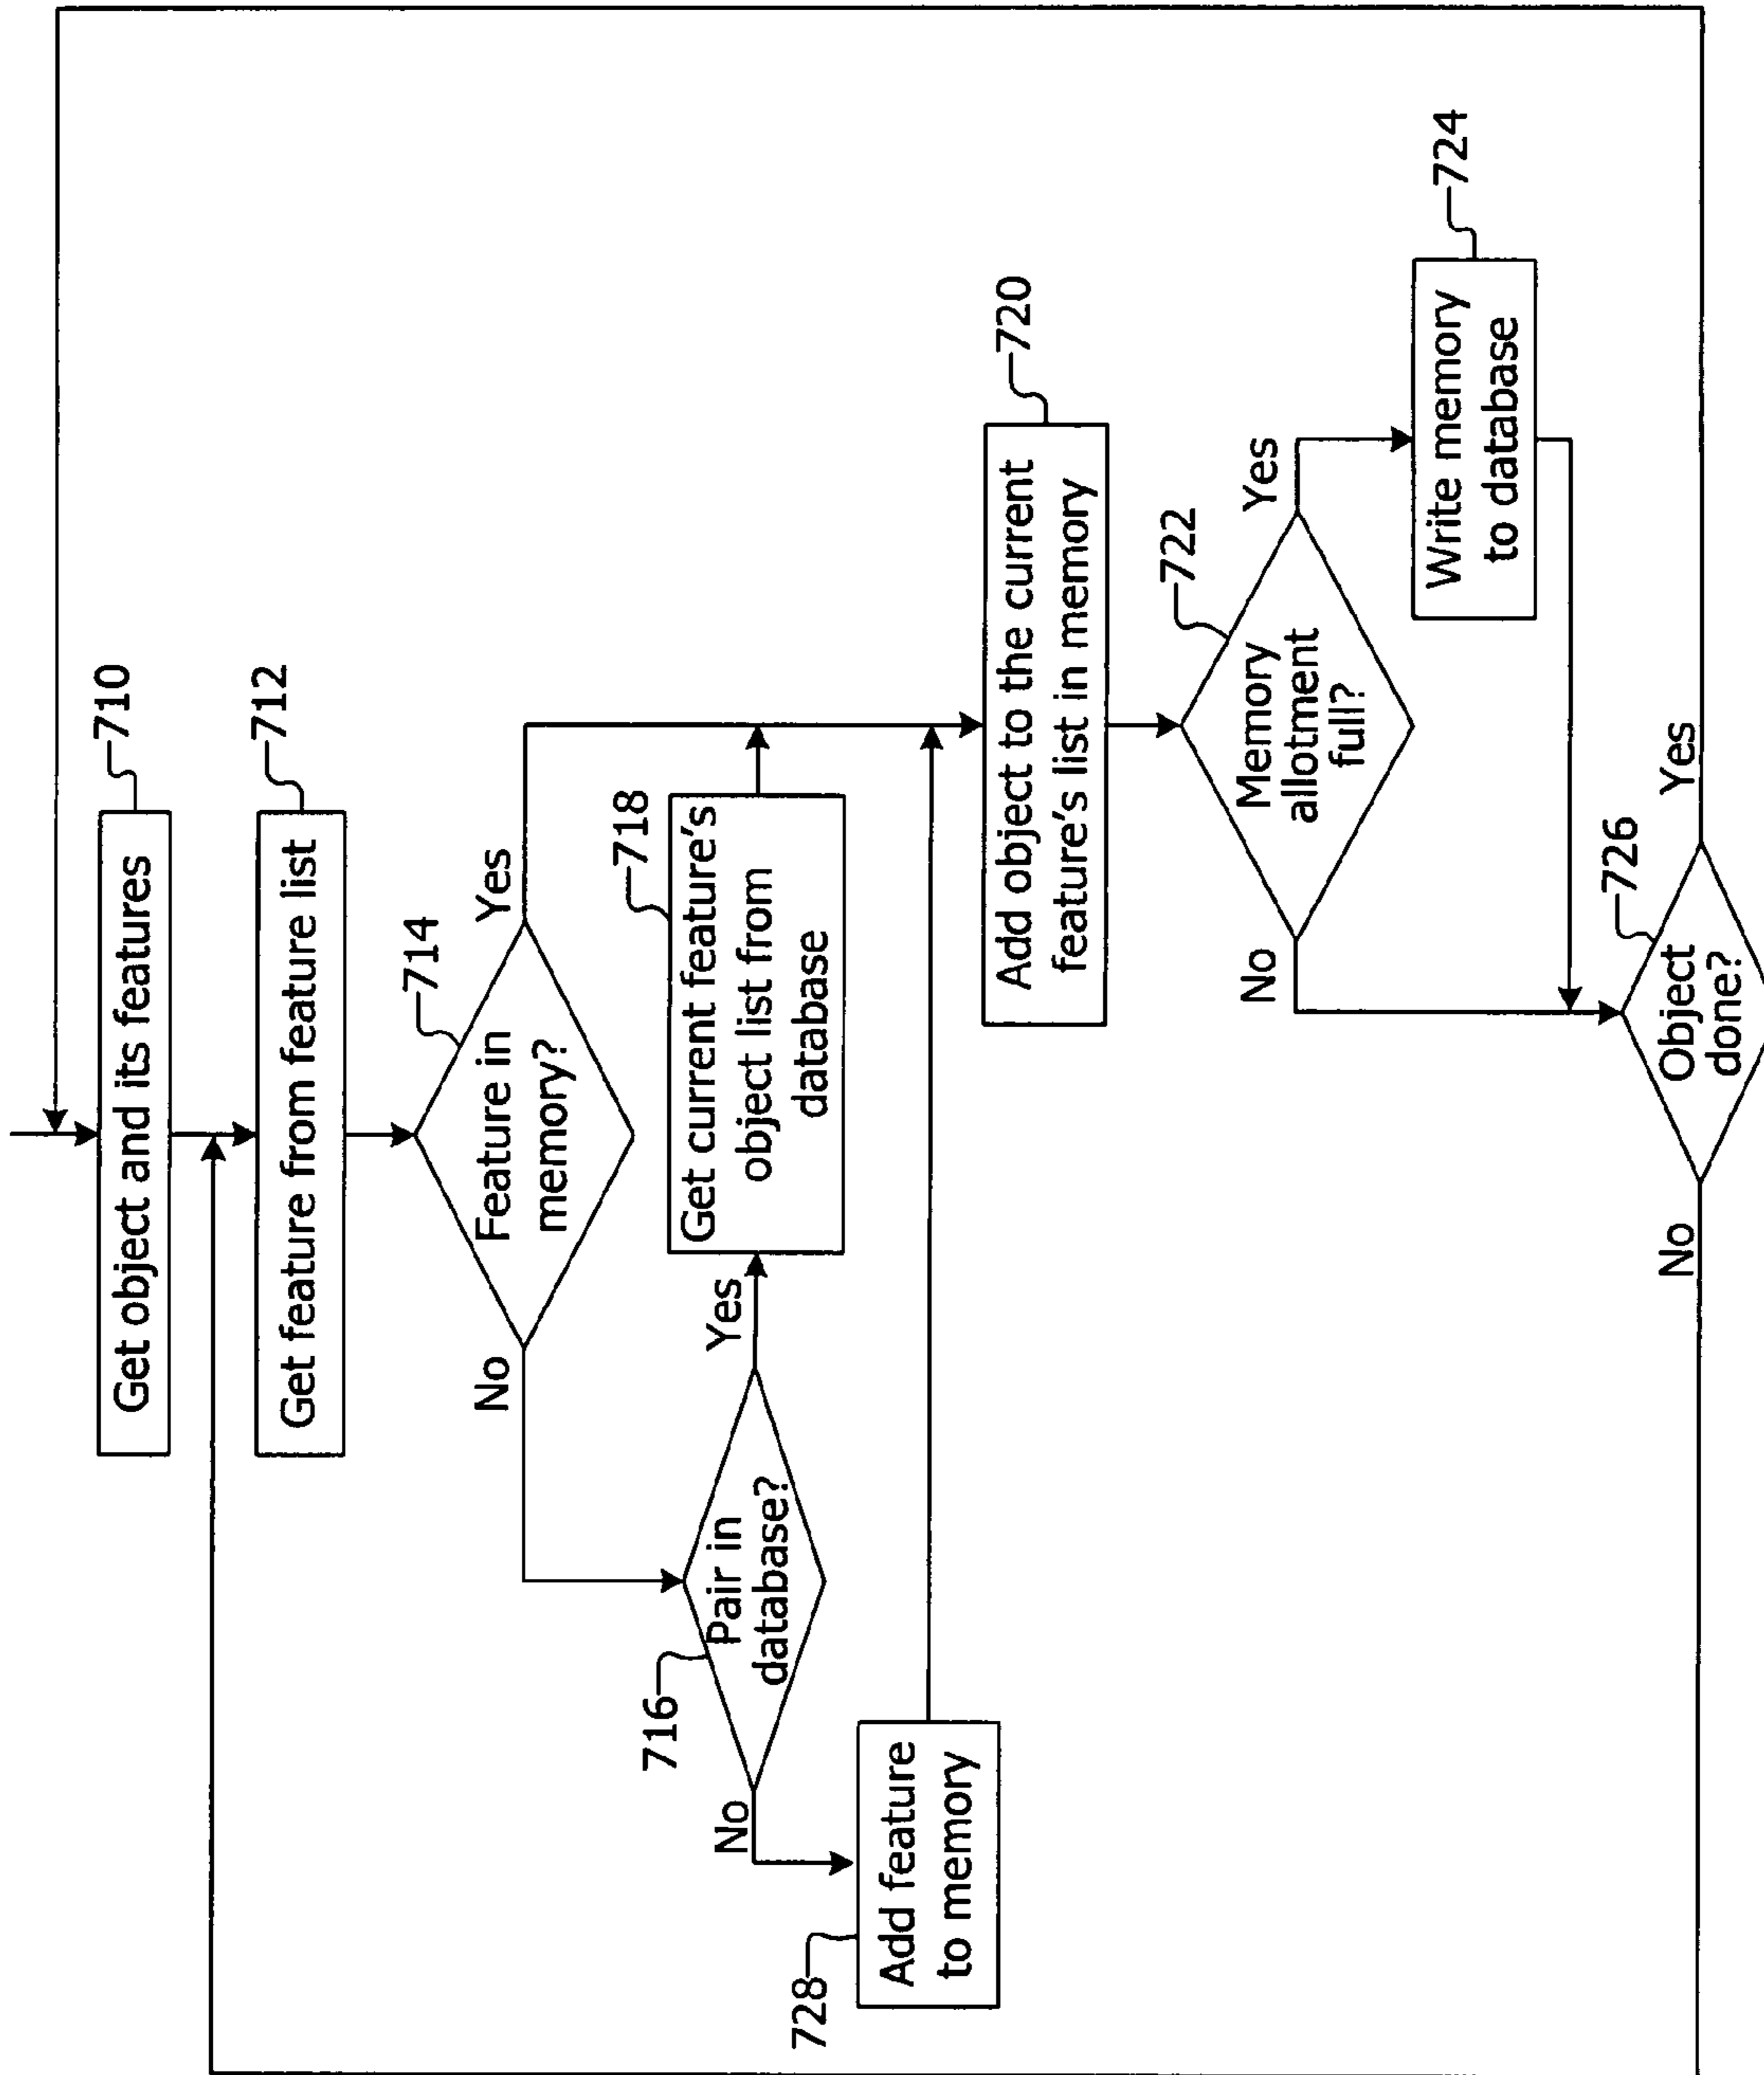 Get object and its features
710
Get feature from feature list
712
Feature in
memory?
714
Yes
No
Pair in
database?
716
Yes
No
Get current feature's
object list from
database
718
Add feature
to memory
728
Add object to the current
feature's list in memory
720
Memory
allotment
full?
722
Yes
No
Write memory
to database
724
Object
done?
726
Yes
No